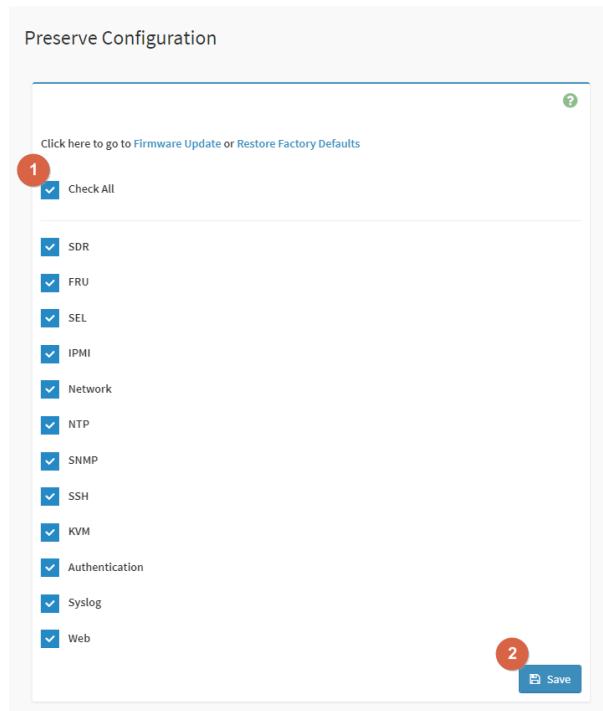 Preserve Configuration
Click here to go to Firmware Update or Restore Factory Defaults
1
Check All
SDR
FRU
SEL
IPMI
Network
NTP
SNMP
SSH
KVM
Authentication
Syslog
Web
2
Save